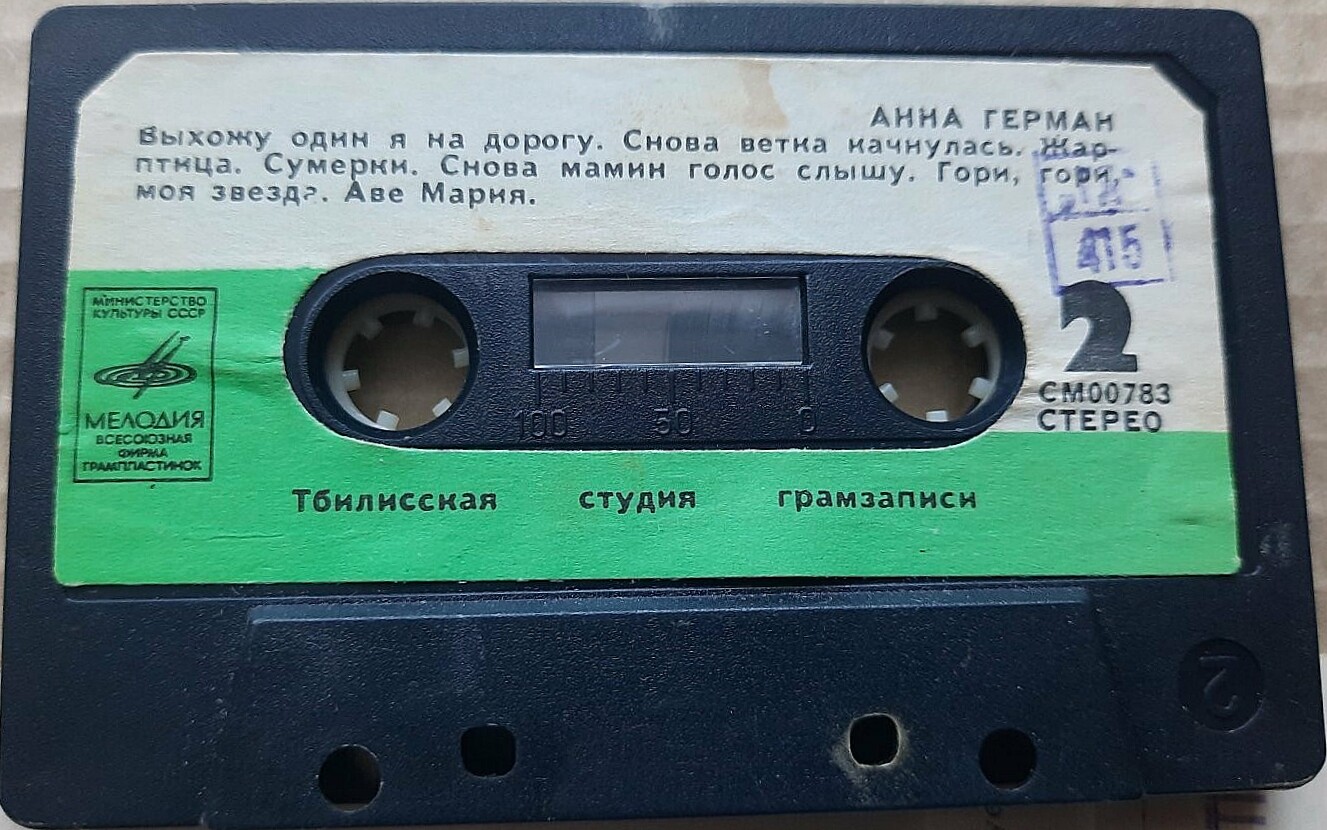 АННА ГЕРМАН
Выхожу один я на дорогу. Снова ветка качнулась. Жар-
птица. Сумерки. Снова мамин голос слышу. Гори, гори,
моя звезда. Аве Мария.
415
МИНИСТЕРСТВО
КУЛЬТУРЫ СССР
МЕЛОДИЯ
ВСЕСОЮЗНАЯ
ФИРМА
ГРАМПЛАСТИНОК
2
СМ00783
СТЕРЕО
100 50 0
Тбилисская студия грамзаписи
2